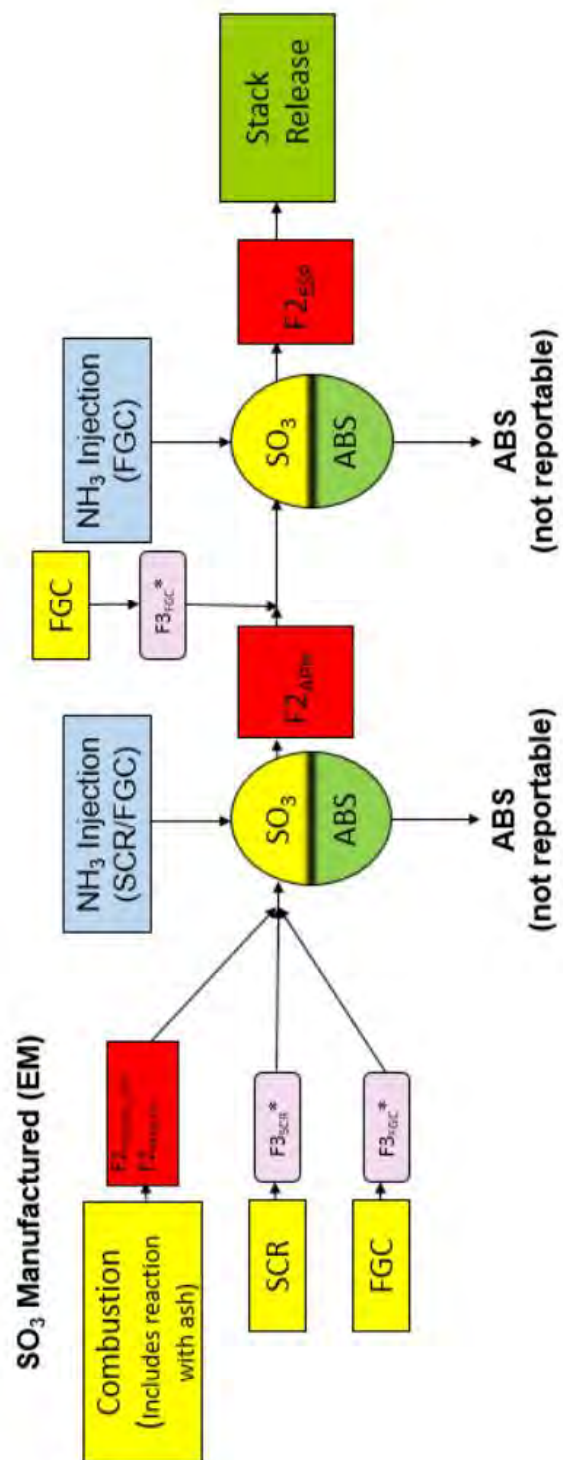 SO₃ Manufactured (EM)
Combustion
(Includes reaction
with ash)
SCR
F3SCR*
FGC
F3FGC*
NH₃ Injection
(SCR/FGC)
SO₃
ABS
ABS
(not reportable)
F2APH
FGC
F3FGC*
NH₃ Injection
(FGC)
SO₃
ABS
ABS
(not reportable)
F2ESP
Stack
Release